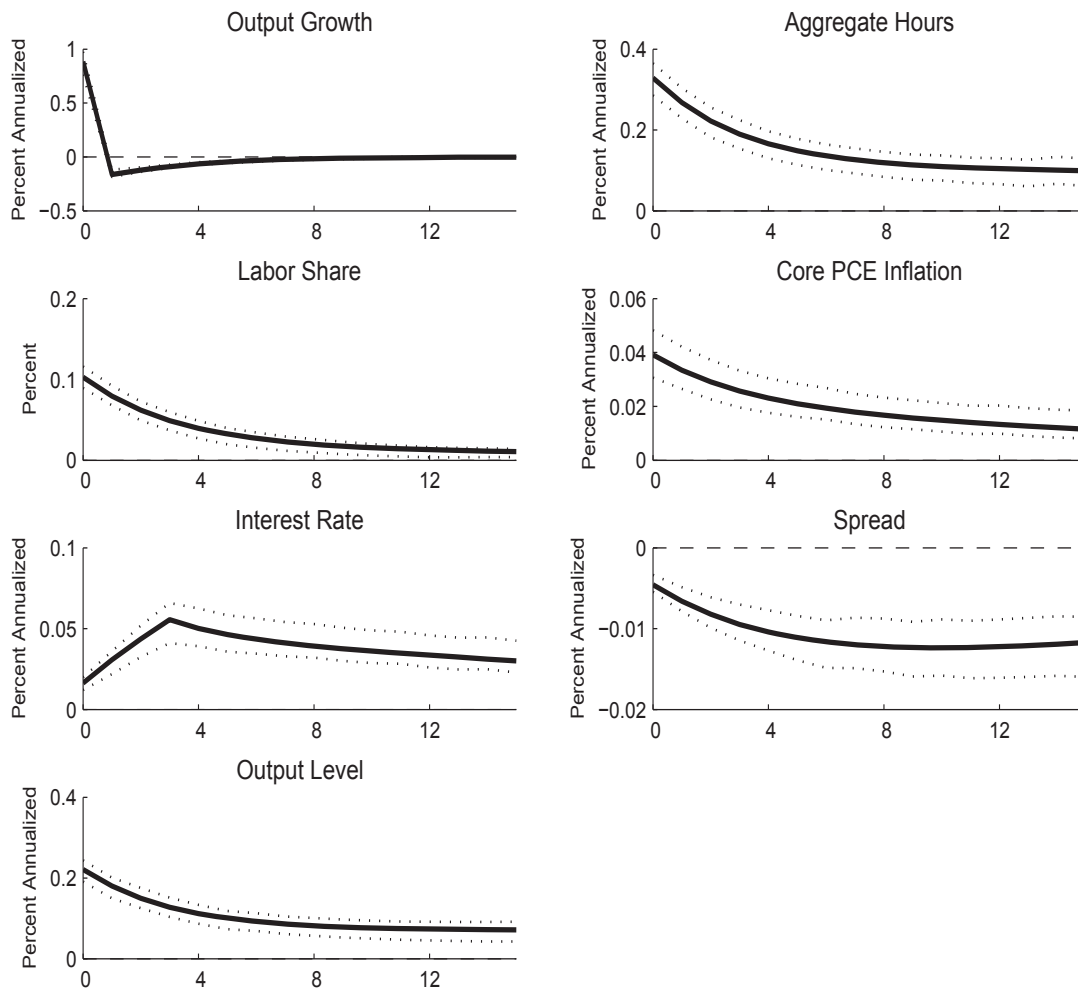 Output Growth
Percent Annualized
1
0.5
0
−0.5
0 4 8 12
Aggregate Hours
Percent Annualized
0.4
0.2
0
0 4 8 12
Labor Share
Percent
0.2
0.1
0
0 4 8 12
Core PCE Inflation
Percent Annualized
0.06
0.04
0.02
0
0 4 8 12
Interest Rate
Percent Annualized
0.1
0.05
0
0 4 8 12
Spread
Percent Annualized
0
−0.01
−0.02
0 4 8 12
Output Level
Percent Annualized
0.4
0.2
0
0 4 8 12